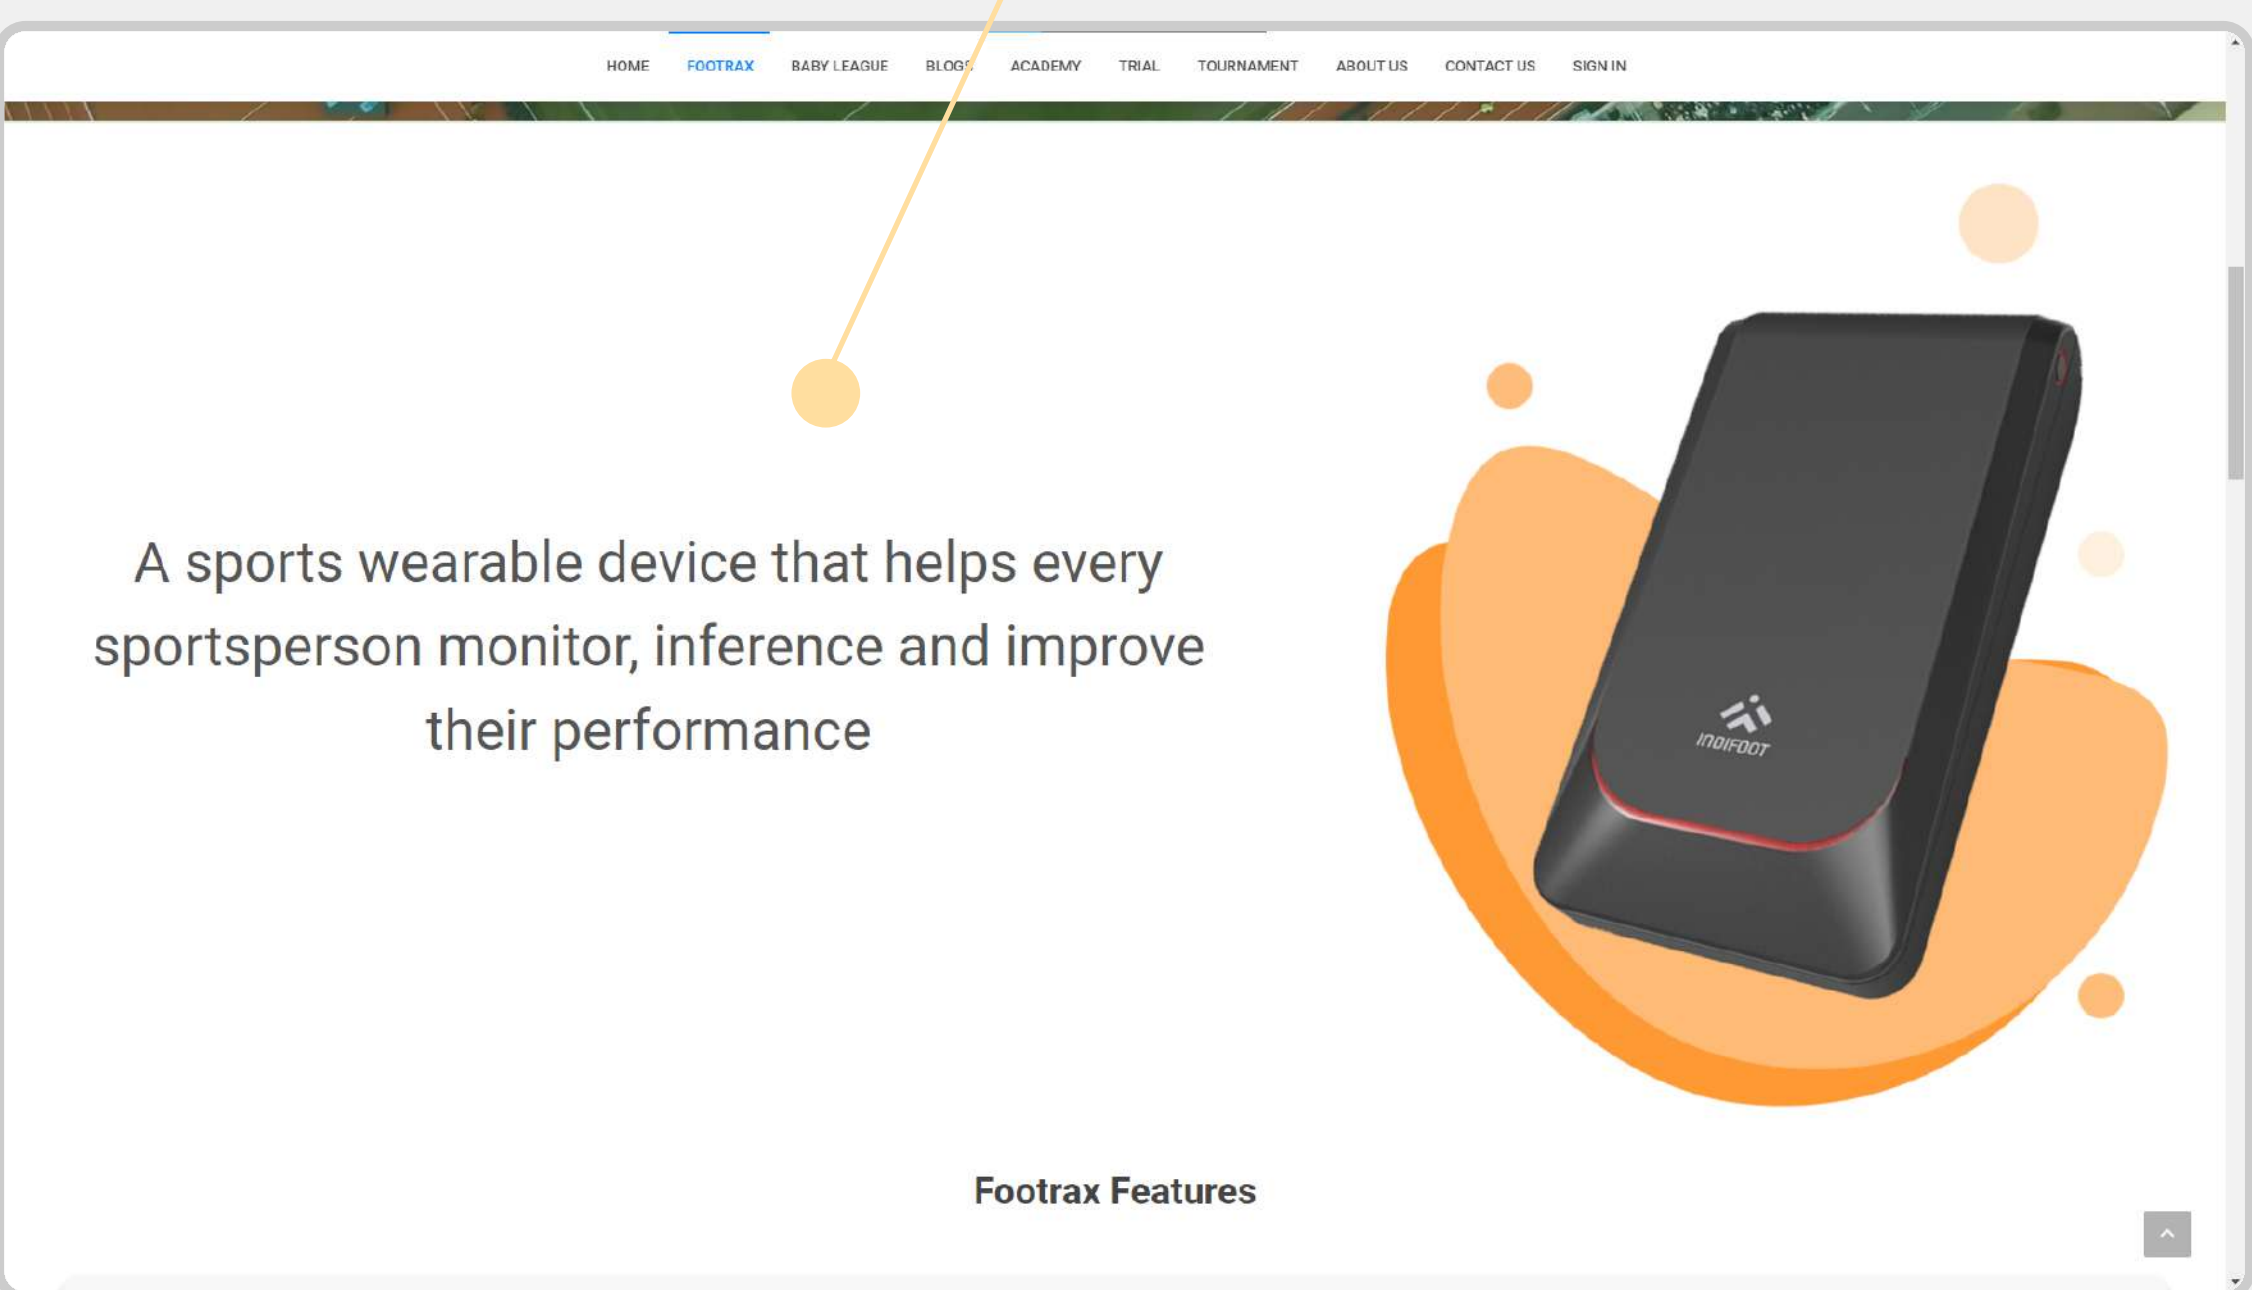 HOME FOOTRAX BABY LEAGUE BLOGS ACADEMY TRIAL TOURNAMENT ABOUT US CONTACT US SIGN IN
A sports wearable device that helps every
sportsperson monitor, inference and improve
their performance
INDIFOOT
Footrax Features